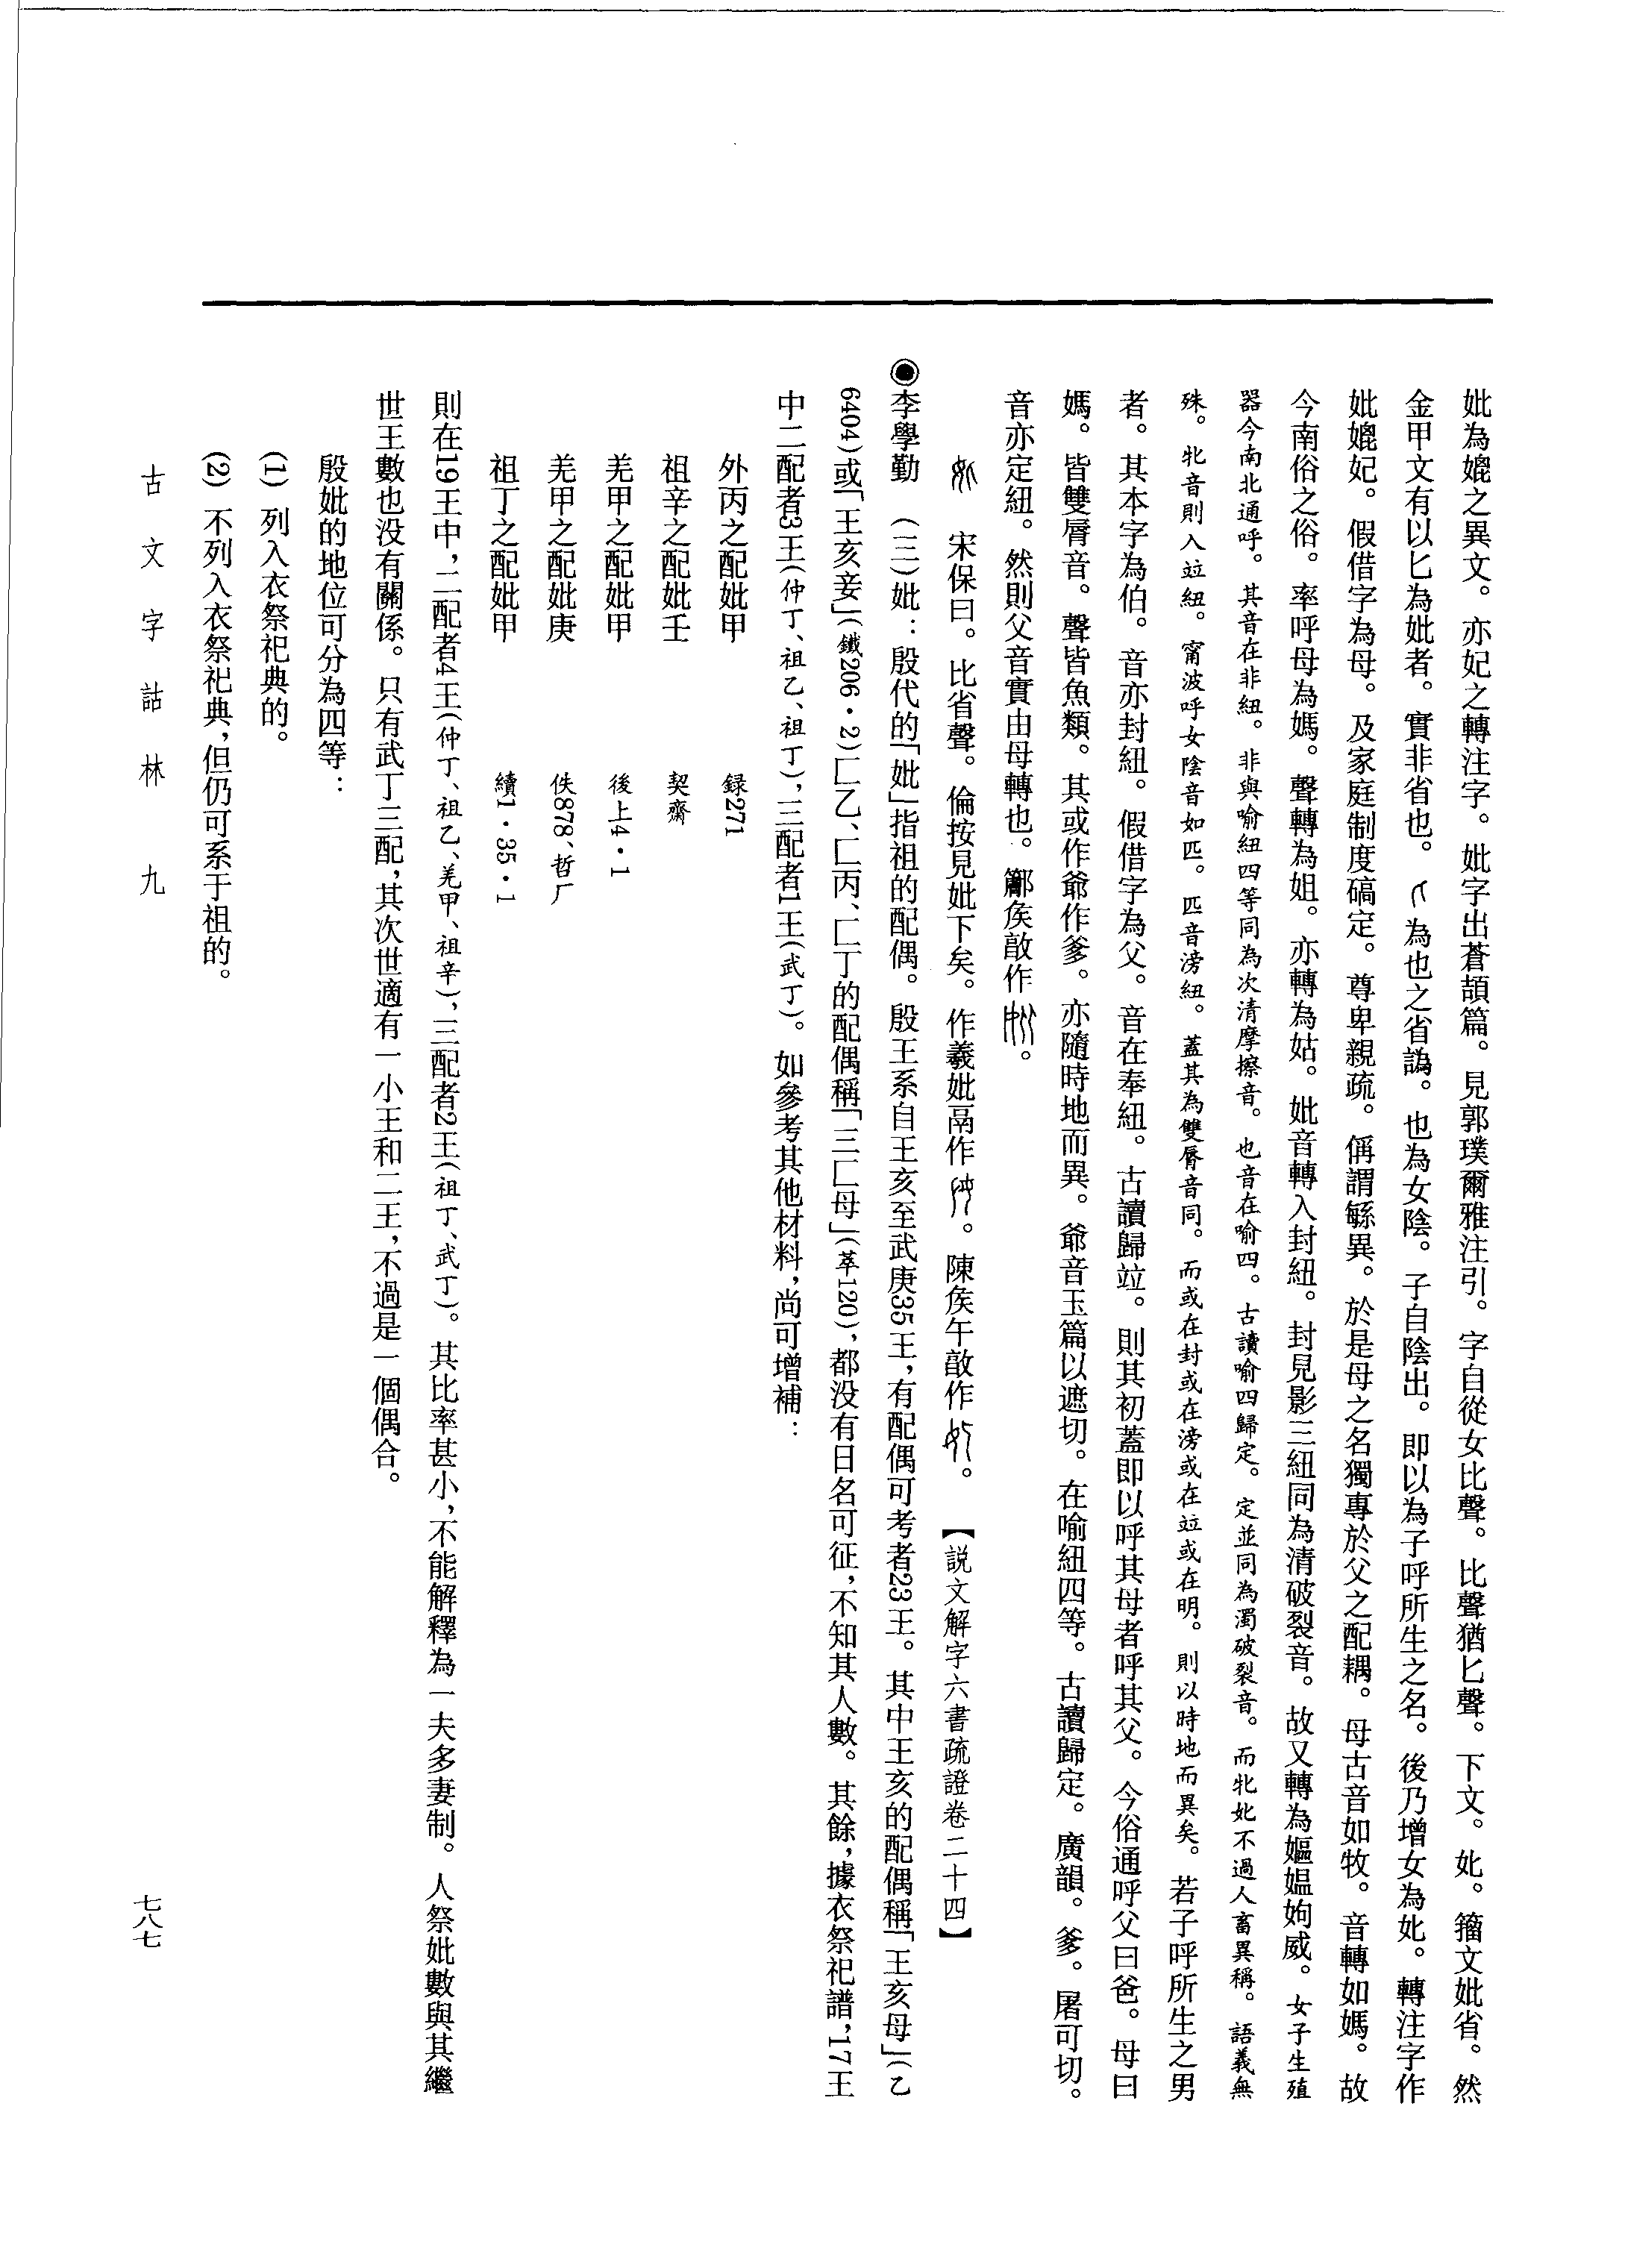 妣為媲之異文。亦妃之轉注字。妣字出蒼頡篇。見郭璞爾雅注引。字自從女比聲。比聲猶匕聲。下文。妣。籀文妣省。然
金甲文有以匕為妣者。實非省也。為也之省譌。也為女陰。子自陰出。即以為子呼所生之名。後乃增女為妣。轉注字作
妣媲妃。假借字為母。及家庭制度碻定。尊卑親疏。偁謂緐異。於是母之名獨專於父之配耦。母古音如牧。音轉如媽。故
今南俗之俗。率呼母為媽。聲轉為姐。亦轉為姑。妣音轉入封紐。封見影三紐同為清破裂音。故又轉為嫗媼姁威。女子生殖
器今南北通呼。其音在非紐。非與喻紐四等同為次清摩擦音。也音在喻四。古讀喻四歸定。定並同為濁破裂音。而牝妣不過人畜異稱。語義無
殊。牝音則入竝紐。甯波呼女陰音如匹。匹音滂紐。蓋其為雙脣音同。而或在封或在滂或在竝或在明。則以時地而異矣。若子呼所生之男
者。其本字為伯。音亦封紐。假借字為父。音在奉紐。古讀歸竝。則其初蓋即以呼其母者呼其父。今俗通呼父曰爸。母曰
媽。皆雙脣音。聲皆魚類。其或作爺作爹。亦隨時地而異。爺音玉篇以遮切。在喻紐四等。古讀歸定。廣韻。爹。屠可切。
音亦定紐。然則父音實由母轉也。鄘矦敲作。
宋保曰。比省聲。倫按見妣下矣。作羲妣鬲作。陳矦午敲作。【説文解字六書疏證卷二十四】
◉李學勤 (三)妣：殷代的「妣」指祖的配偶。殷王系自王亥至武庚35王，有配偶可考者23王。其中王亥的配偶稱「王亥母」(乙
6404)或「王亥妾」(鐵206·2)匚乙、匚丙、匚丁的配偶稱「三匚母」(萃120)，都没有日名可征，不知其人數。其餘，據衣祭祀譜，17王
中二配者3王(仲丁、祖乙、祖丁)，三配者1王(武丁)。如參考其他材料，尚可增補：
外丙之配妣甲 録271
祖辛之配妣壬 契齋
羌甲之配妣甲 後上4·1
羌甲之配妣庚 佚878、哲厂
祖丁之配妣甲 續1·35·1
則在19王中，二配者4王(仲丁、祖乙、羌甲、祖辛)，三配者2王(祖丁、武丁)。其比率甚小，不能解釋為一夫多妻制。人祭妣數與其繼
世王數也没有關係。只有武丁三配，其次世適有一小王和二王，不過是一個偶合。
殷妣的地位可分為四等：
(1) 列入衣祭祀典的。
(2) 不列入衣祭祀典，但仍可系于祖的。
古文字詁林 九
七八七